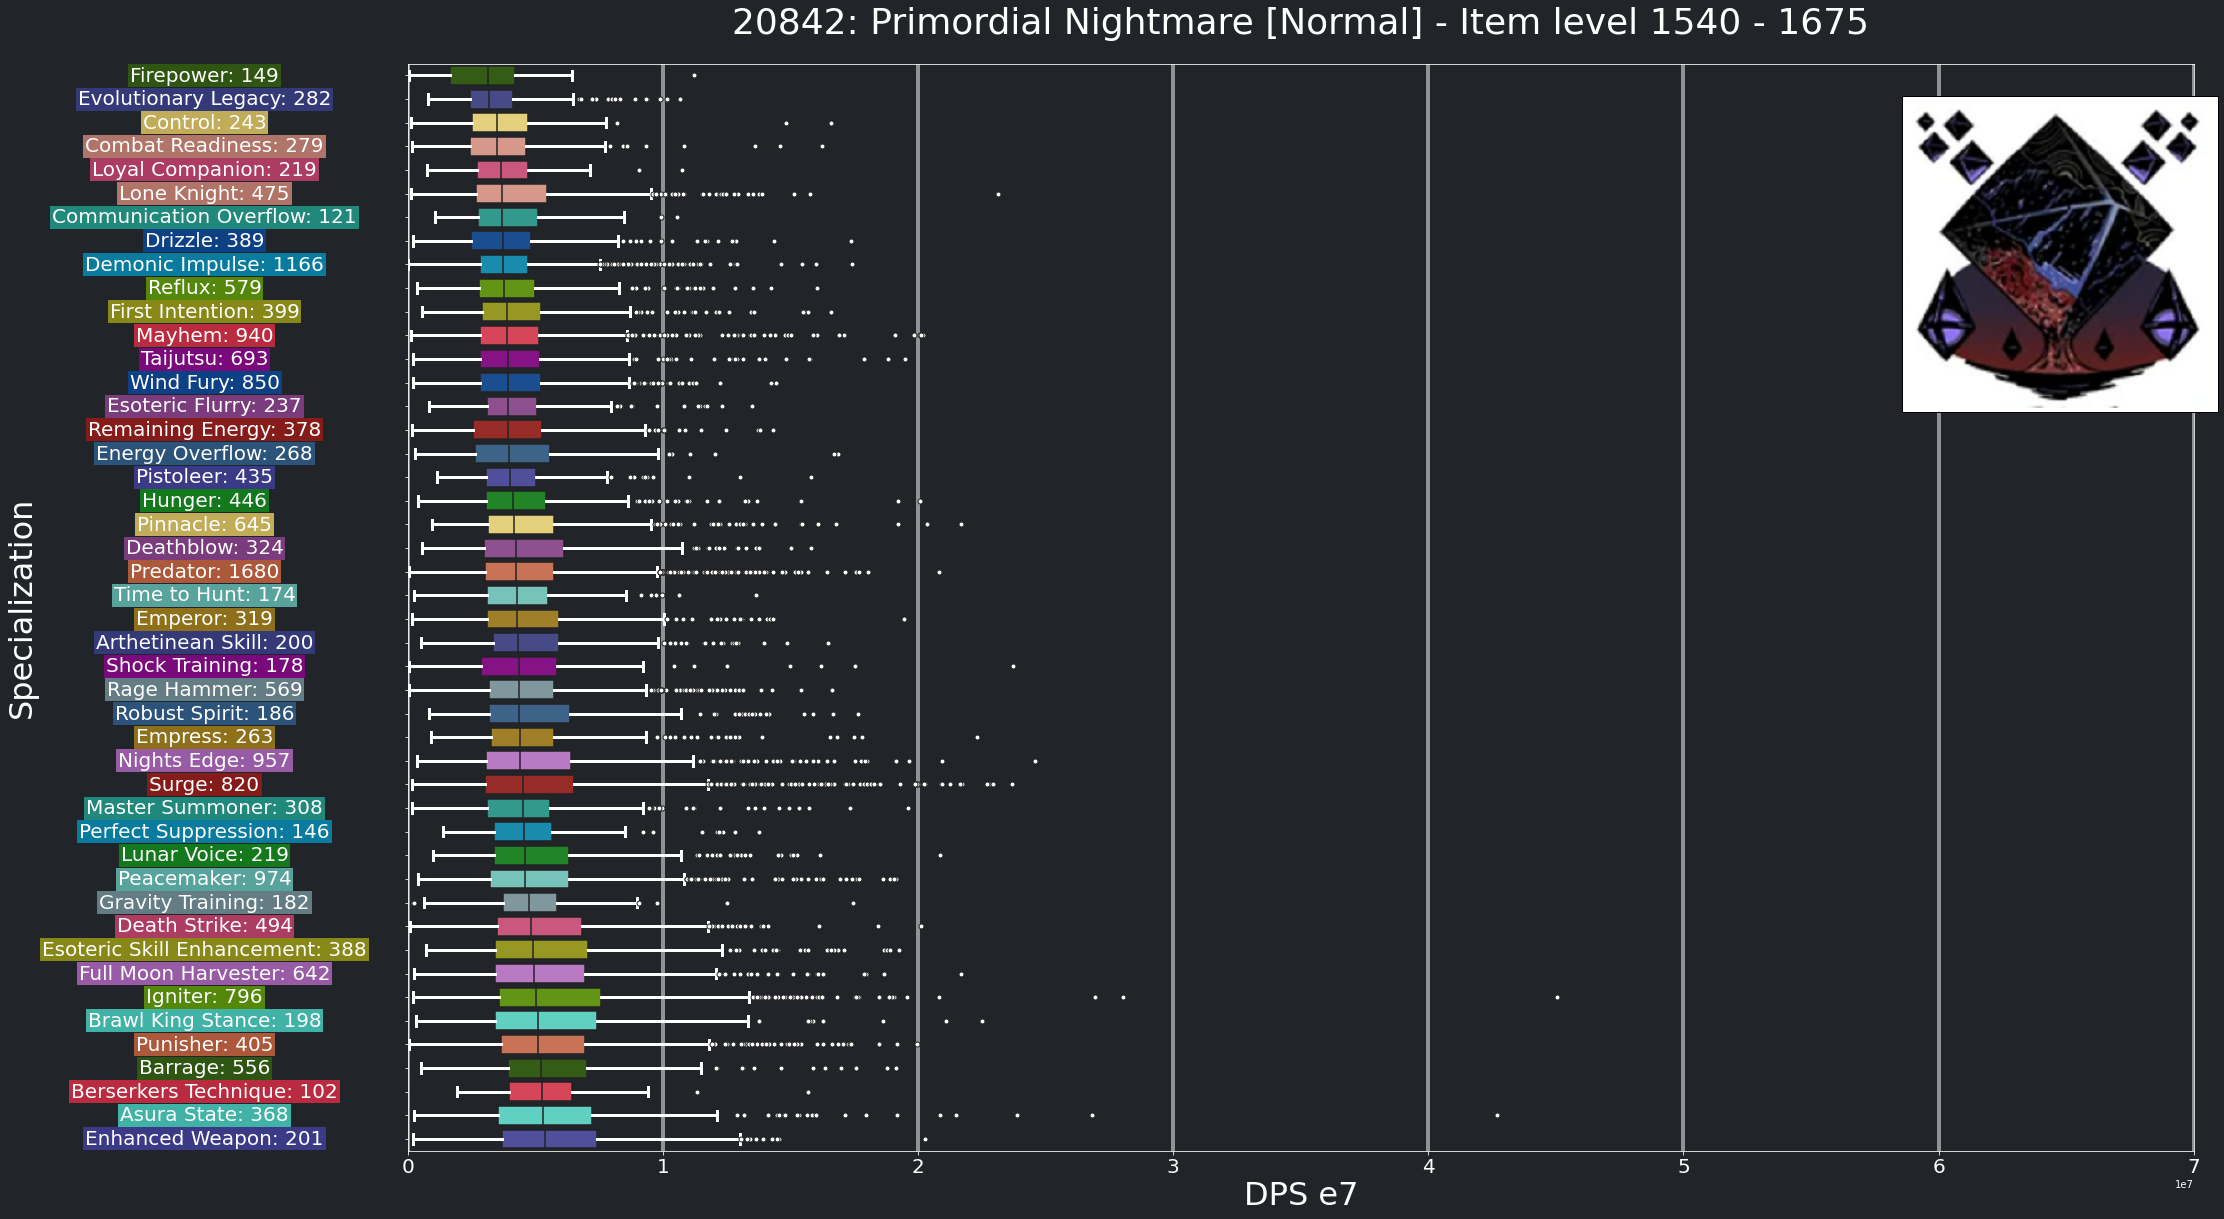 20842: Primordial Nightmare [Normal] - Item level 1540 - 1675
Firepower: 149
Evolutionary Legacy: 282
Control: 243
Combat Readiness: 279
Loyal Companion: 219
Lone Knight: 475
Communication Overflow: 121
Drizzle: 389
Demonic Impulse: 1166
Reflux: 579
First Intention: 399
Mayhem: 940
Taijutsu: 693
Wind Fury: 850
Esoteric Flurry: 237
Remaining Energy: 378
Energy Overflow: 268
Pistoleer: 435
Hunger: 446
Pinnacle: 645
Deathblow: 324
Predator: 1680
Time to Hunt: 174
Emperor: 319
Arthetinean Skill: 200
Shock Training: 178
Rage Hammer: 569
Robust Spirit: 186
Empress: 263
Nights Edge: 957
Surge: 820
Master Summoner: 308
Perfect Suppression: 146
Lunar Voice: 219
Peacemaker: 974
Gravity Training: 182
Death Strike: 494
Esoteric Skill Enhancement: 388
Full Moon Harvester: 642
Igniter: 796
Brawl King Stance: 198
Punisher: 405
Barrage: 556
Berserkers Technique: 102
Asura State: 368
Enhanced Weapon: 201
Specialization
0 1 2 3 4 5 6 7
1e7
DPS e7